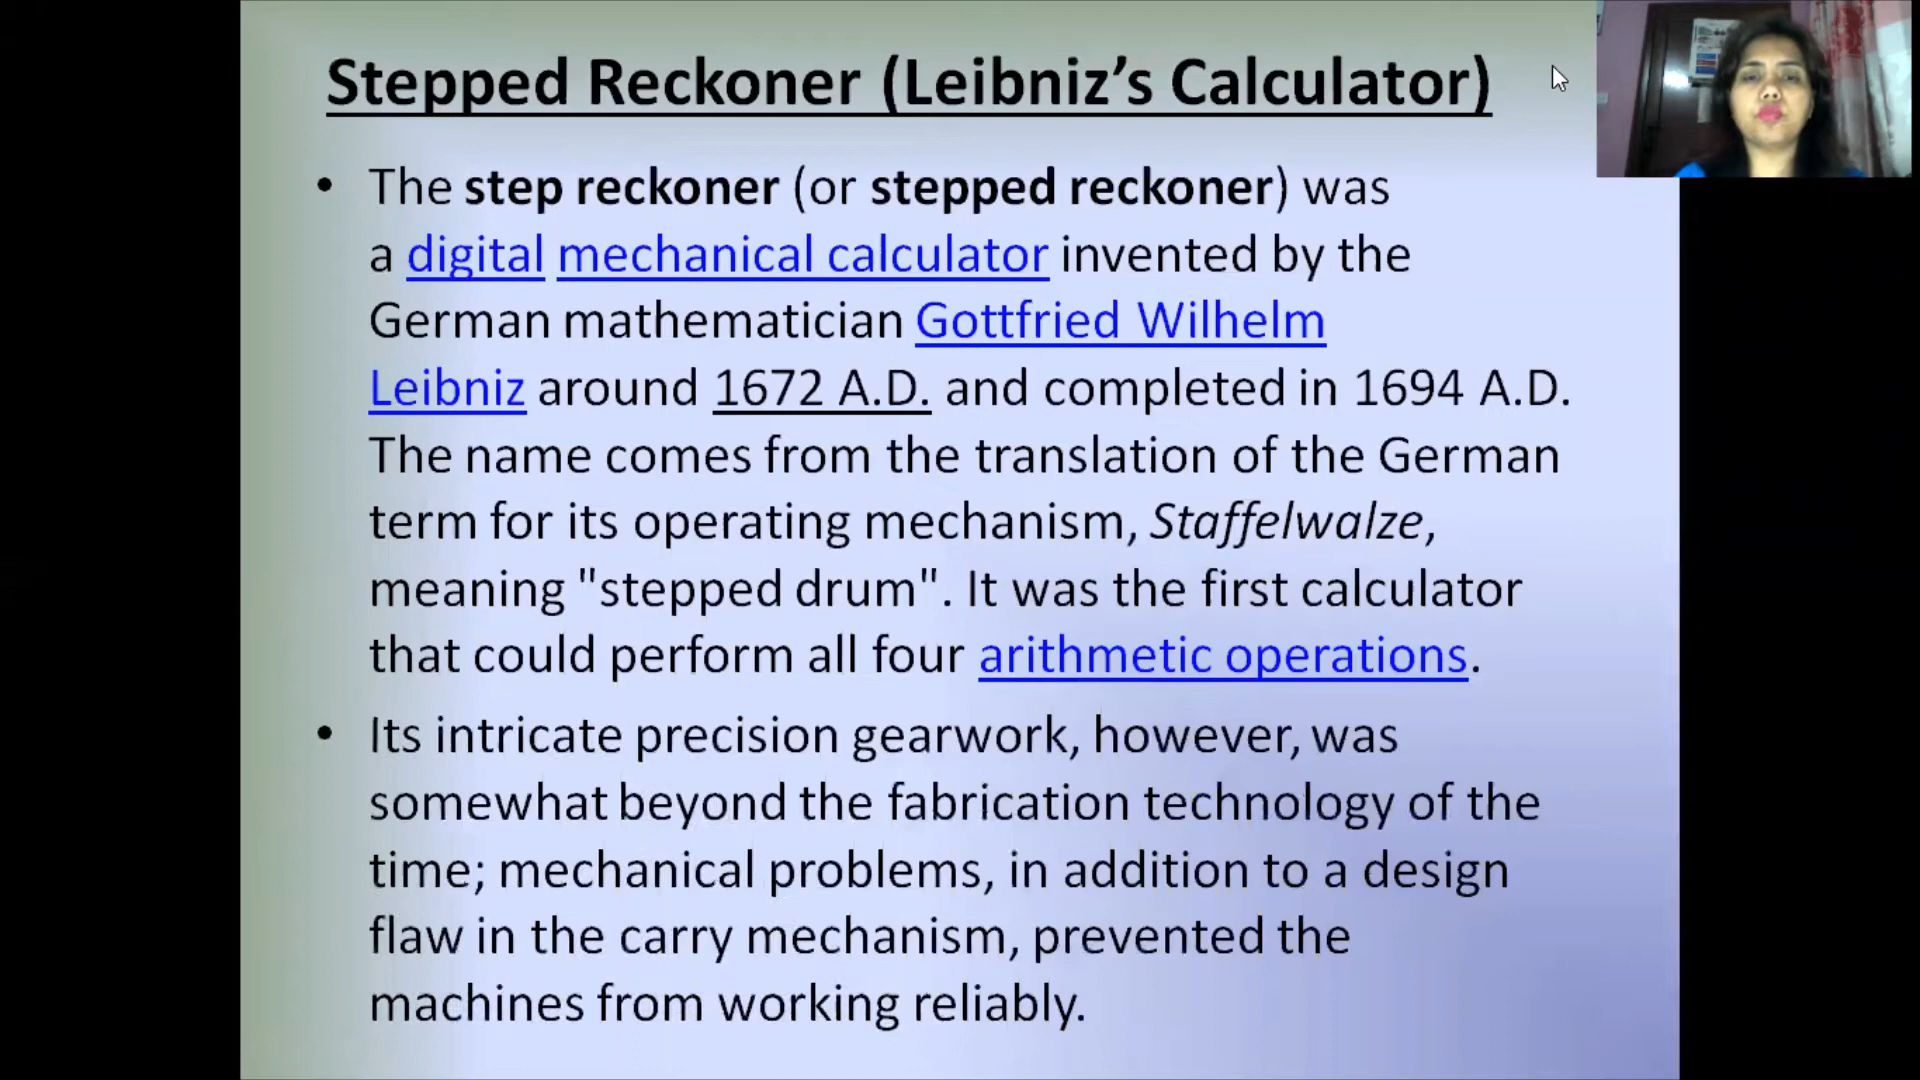 Stepped Reckoner (Leibniz’s Calculator)
• The step reckoner (or stepped reckoner) was
a digital mechanical calculator invented by the
German mathematician Gottfried Wilhelm
Leibniz around 1672 A.D. and completed in 1694 A.D.
The name comes from the translation of the German
term for its operating mechanism, Staffelwalze,
meaning "stepped drum". It was the first calculator
that could perform all four arithmetic operations.
• Its intricate precision gearwork, however, was
somewhat beyond the fabrication technology of the
time; mechanical problems, in addition to a design
flaw in the carry mechanism, prevented the
machines from working reliably.